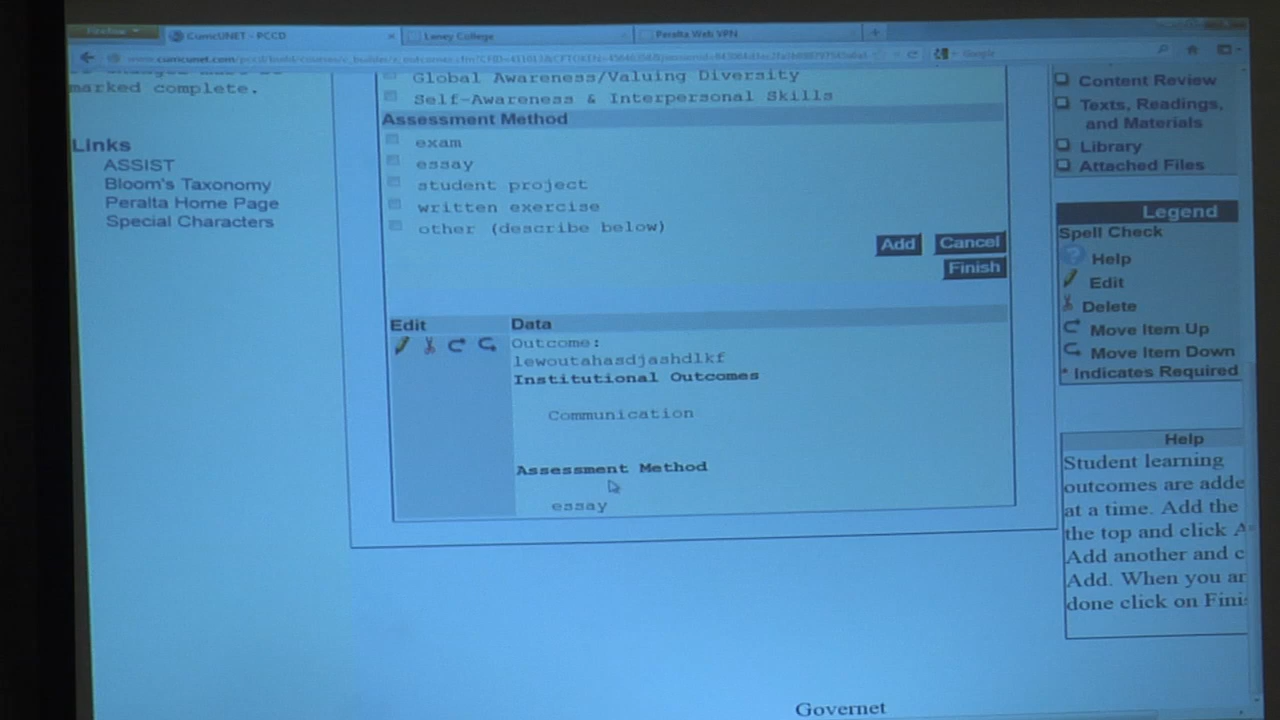 Firefox
CurricUNET - PCCD
Laney College
Peralta Web VPN
Google
marked complete.
Links
ASSIST
Bloom's Taxonomy
Peralta Home Page
Special Characters
Global Awareness/Valuing Diversity
Self-Awareness & Interpersonal Skills
Assessment Method
exam
essay
student project
written exercise
other (describe below)
Add Cancel
Finish
Edit Data
Outcome:
lewoutahasdjashdlkf
Institutional Outcomes
Communication
Assessment Method
essay
Content Review
Texts, Readings,
and Materials
Library
Attached Files
Legend
Spell Check
Help
Edit
Delete
Move Item Up
Move Item Down
* Indicates Required
Help
Student learning
outcomes are adde
at a time. Add the
the top and click A
Add another and c
Add. When you ar
done click on Fini
Governet